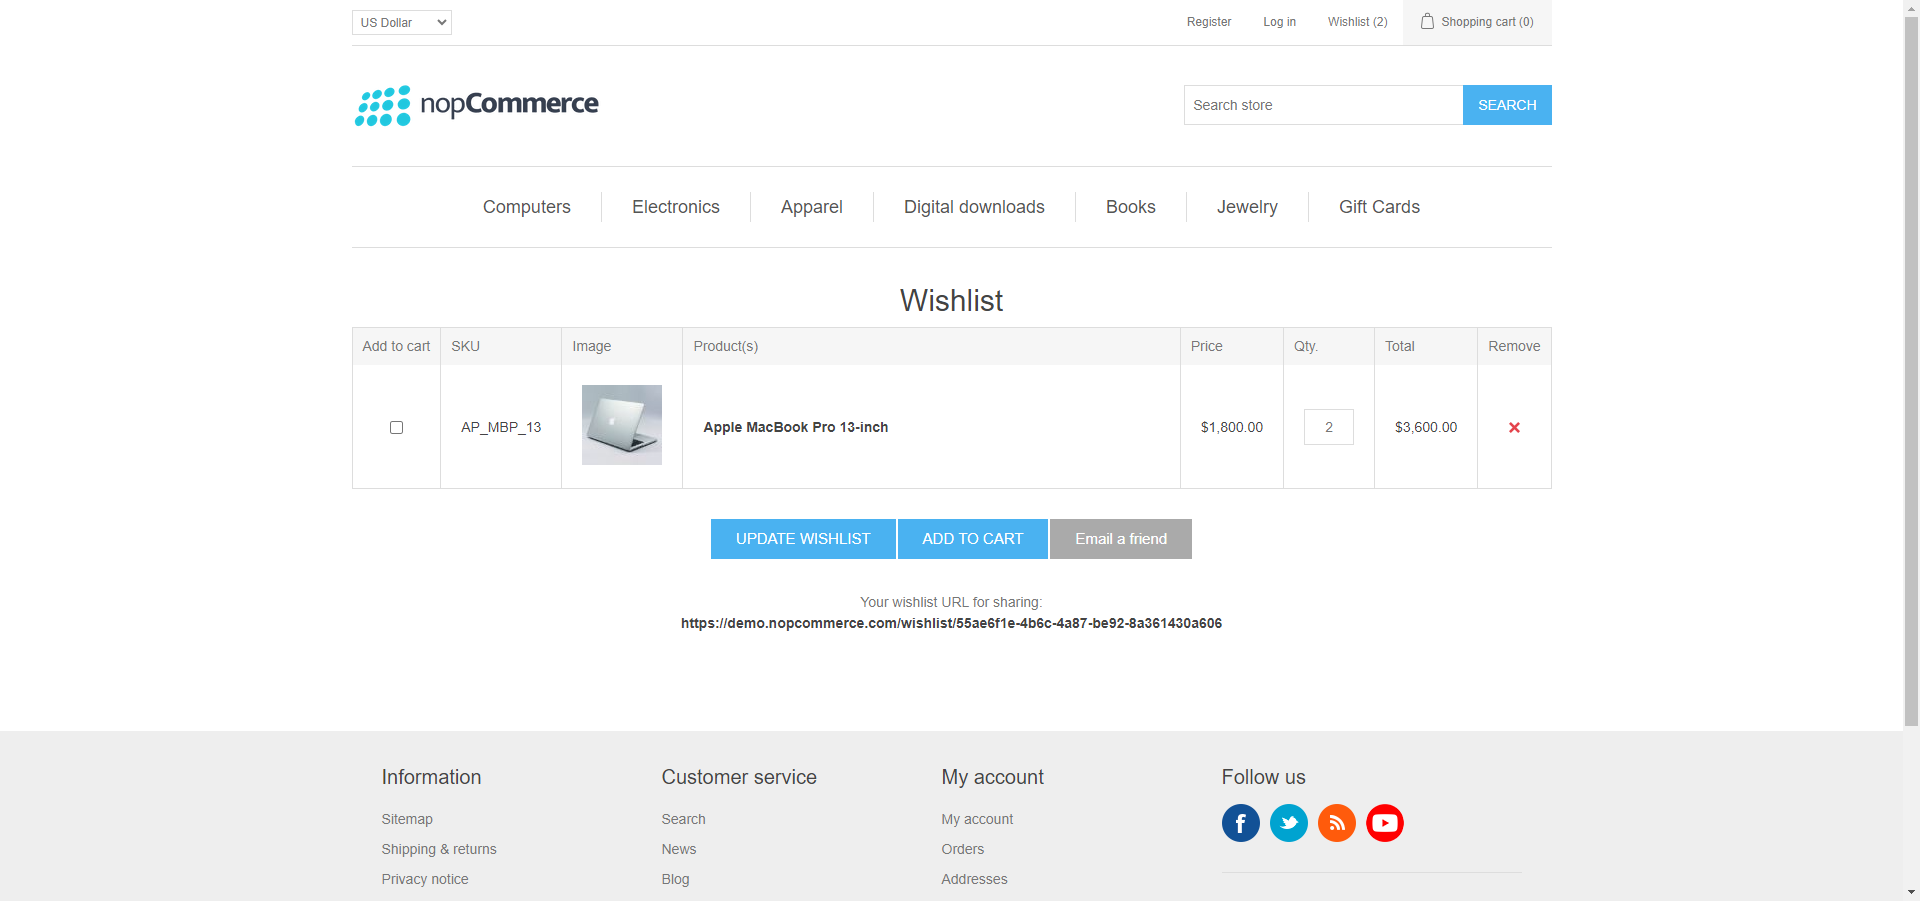 US Dollar
Register
Log in
Wishlist (2)
Shopping cart (0)
nopCommerce
Search store
SEARCH
Computers
Electronics
Apparel
Digital downloads
Books
Jewelry
Gift Cards
Wishlist
Add to cart
SKU
Image
Product(s)
Price
Qty.
Total
Remove
AP_MBP_13
Apple MacBook Pro 13-inch
$1,800.00
2
$3,600.00
UPDATE WISHLIST
ADD TO CART
Email a friend
Your wishlist URL for sharing:
https://demo.nopcommerce.com/wishlist/55ae6f1e-4b6c-4a87-be92-8a361430a606
Information
Sitemap
Shipping & returns
Privacy notice
Customer service
Search
News
Blog
My account
My account
Orders
Addresses
Follow us